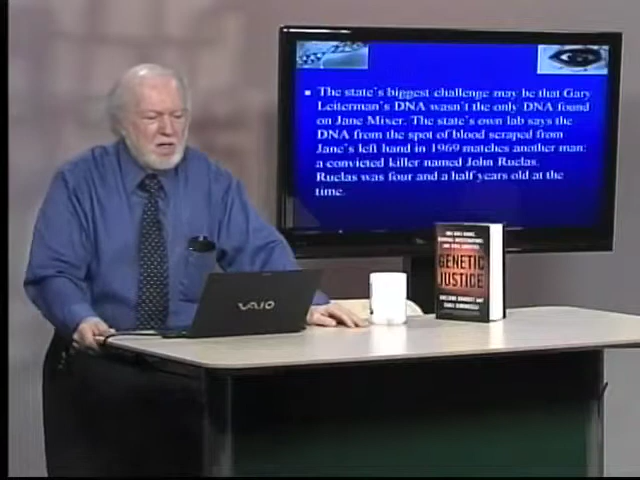 The state's biggest challenge may be that Gary
Leiterman's DNA wasn't the only DNA found
on Jane Mixer. The state's own lab says the
DNA from the spot of blood scraped from
Jane's left hand in 1969 matches another man:
a convicted killer named John Ruelas.
Ruelas was four and a half years old at the
time.
VAIO
GENETIC
JUSTICE